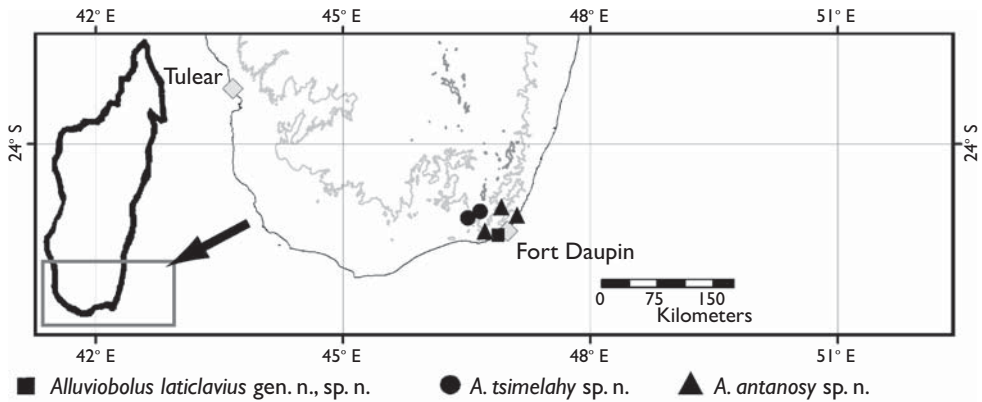 42° E 45° E 48° E 51° E
Tulear
24° S 24° S
Fort Daupin
0 75 150
Kilometers
42° E 45° E 48° E 51° E
Alluviobolus laticlavius gen. n., sp. n. A. tsimelahy sp. n. A. antanosy sp. n.